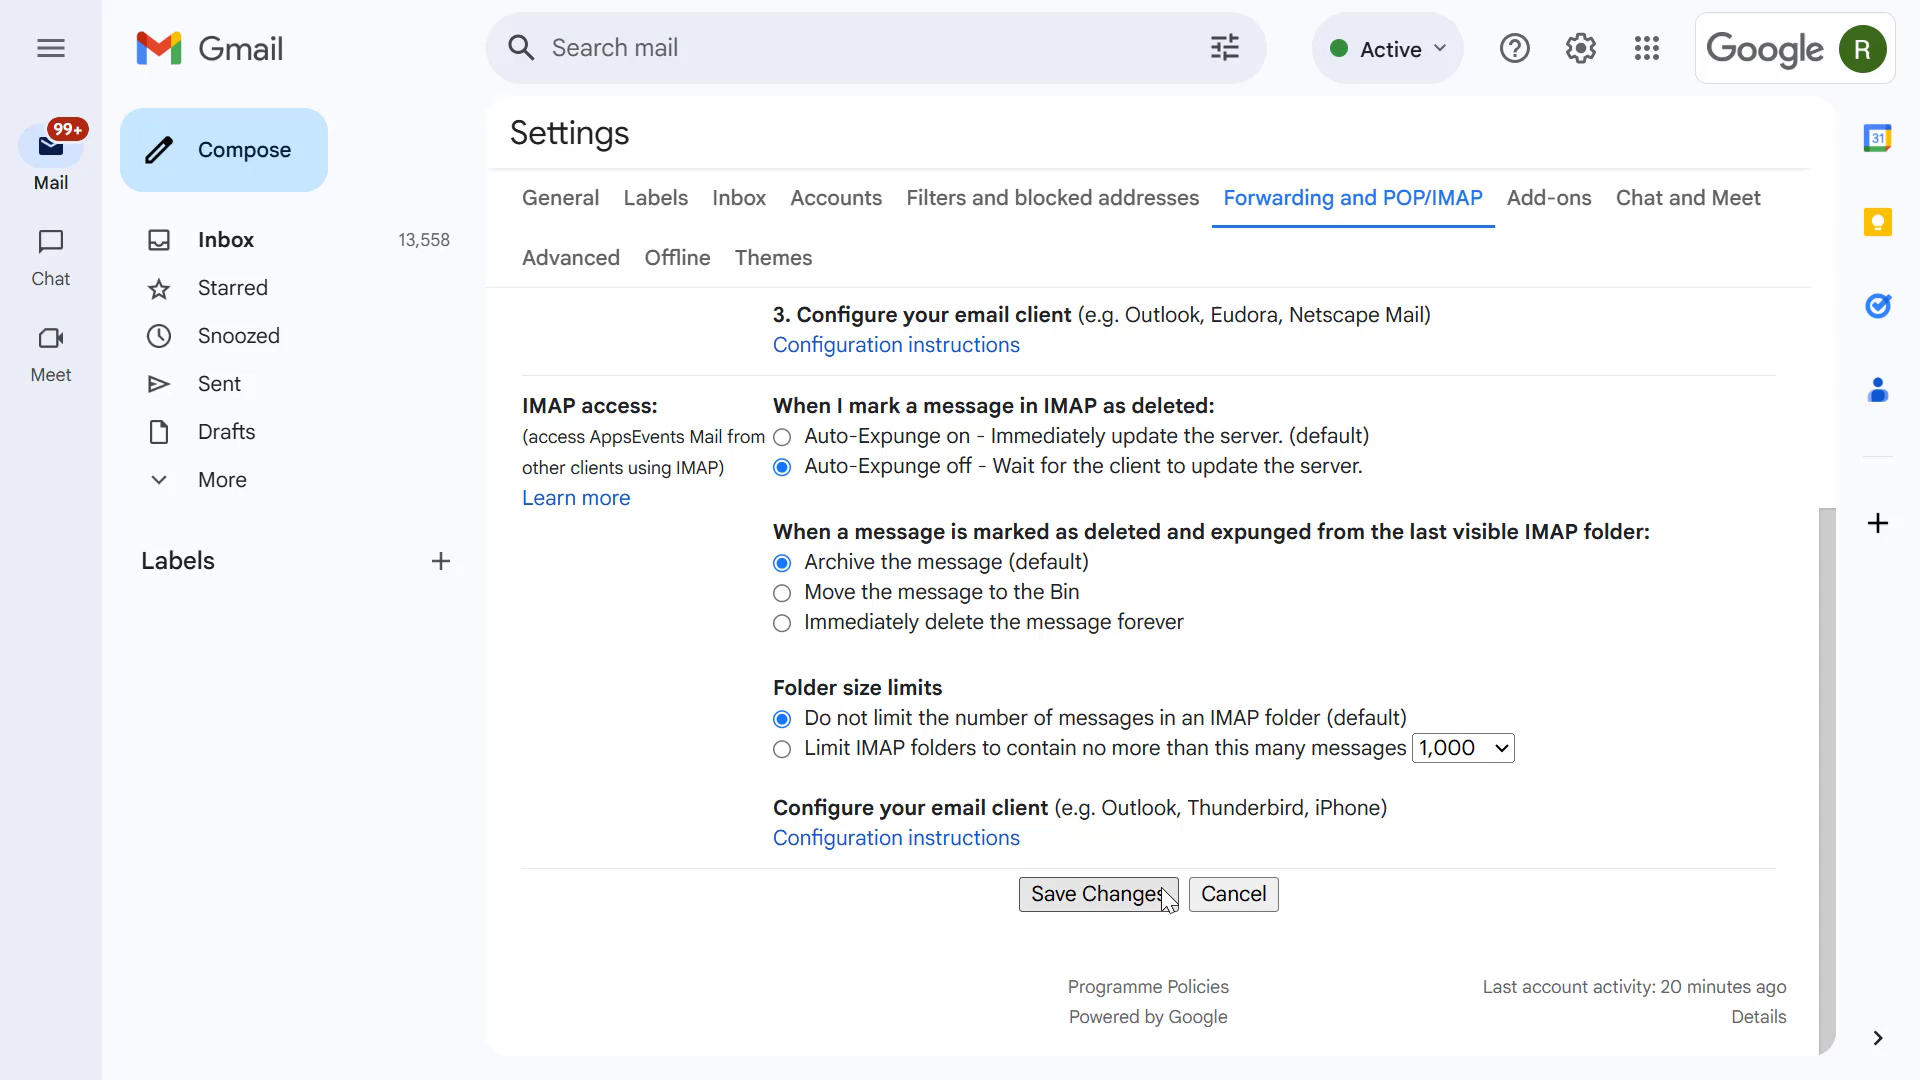 Gmail
Search mail
Active
Google R
99+
Mail
Chat
Meet
Compose
Inbox 13,558
Starred
Snoozed
Sent
Drafts
More
Labels
Settings
General Labels Inbox Accounts Filters and blocked addresses Forwarding and POP/IMAP Add-ons Chat and Meet
Advanced Offline Themes
3. Configure your email client (e.g. Outlook, Eudora, Netscape Mail)
Configuration instructions
IMAP access:
(access AppsEvents Mail from
other clients using IMAP)
Learn more
When I mark a message in IMAP as deleted:
Auto-Expunge on - Immediately update the server. (default)
Auto-Expunge off - Wait for the client to update the server.
When a message is marked as deleted and expunged from the last visible IMAP folder:
Archive the message (default)
Move the message to the Bin
Immediately delete the message forever
Folder size limits
Do not limit the number of messages in an IMAP folder (default)
Limit IMAP folders to contain no more than this many messages 1,000
Configure your email client (e.g. Outlook, Thunderbird, iPhone)
Configuration instructions
Save Changes Cancel
Programme Policies
Powered by Google
Last account activity: 20 minutes ago
Details
31